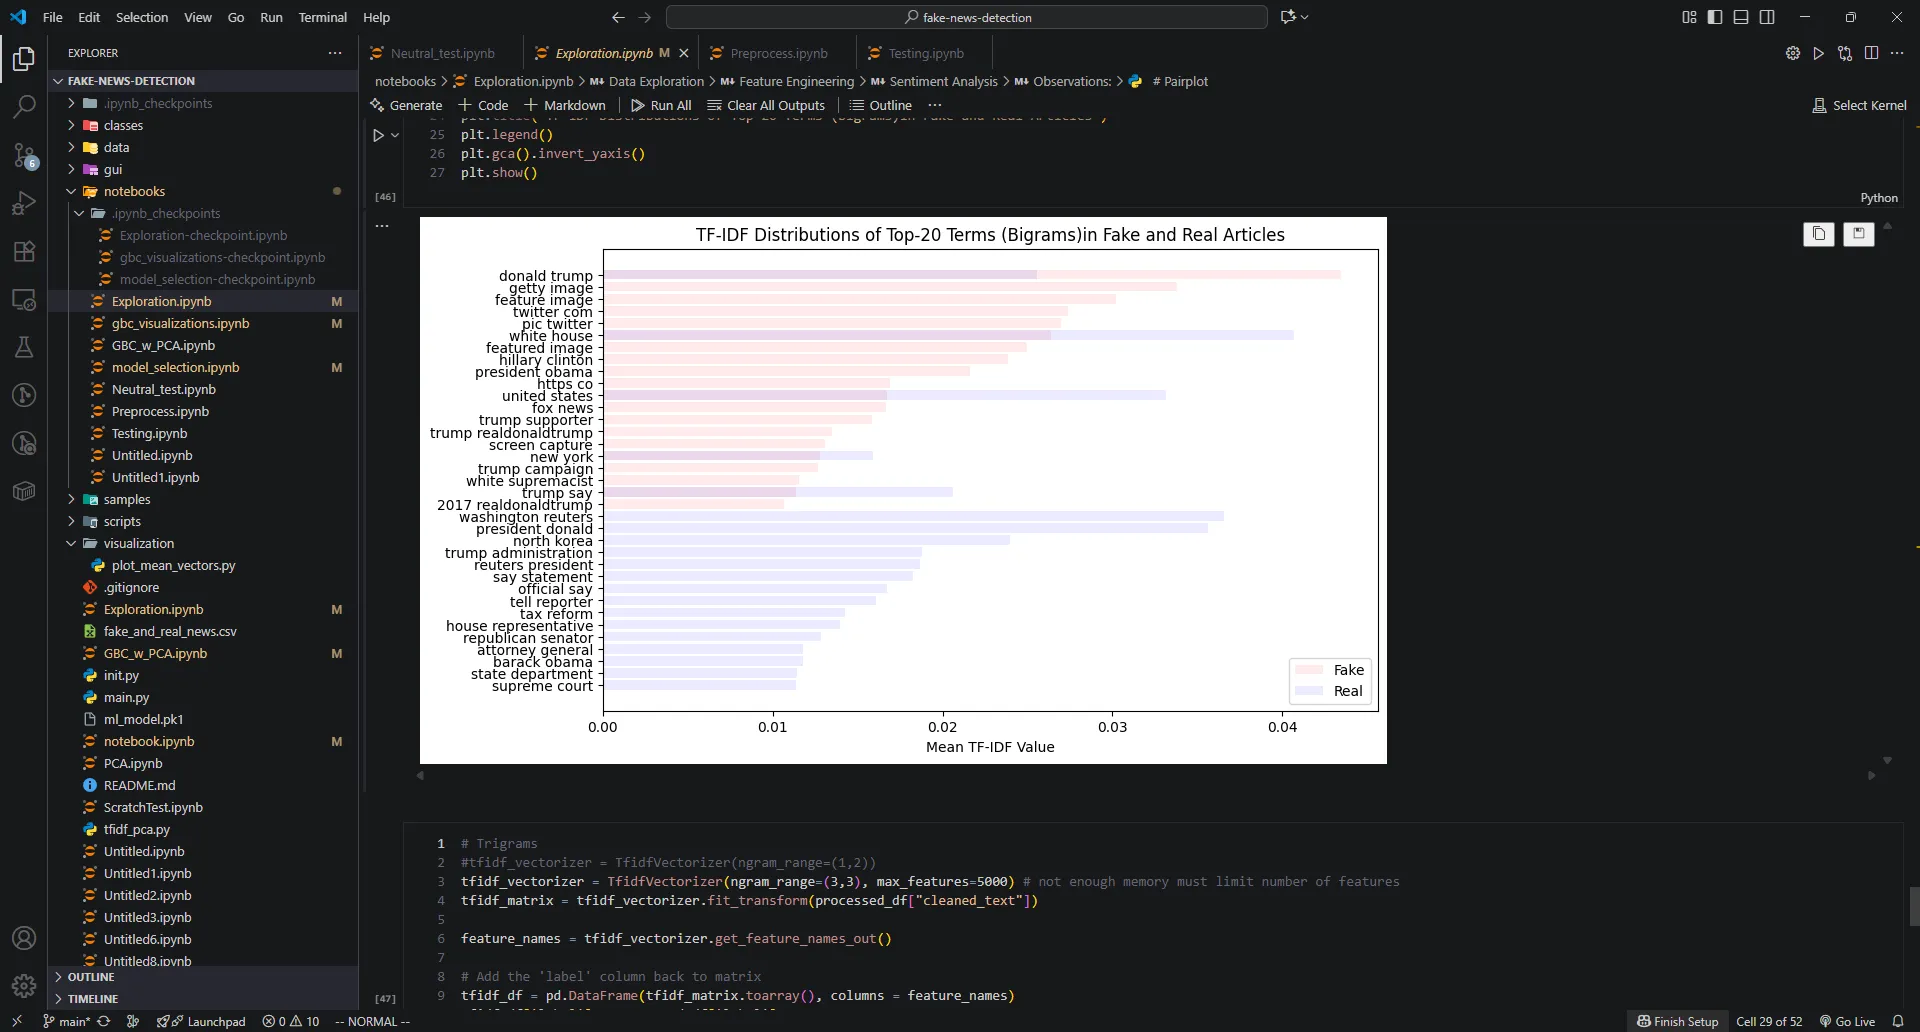 File Edit Selection View Go Run Terminal Help
fake-news-detection
EXPLORER
FAKE-NEWS-DETECTION
.ipynb_checkpoints
classes
data
gui
notebooks
.ipynb_checkpoints
Exploration-checkpoint.ipynb
gbc_visualizations-checkpoint.ipynb
model_selection-checkpoint.ipynb
Exploration.ipynb M
gbc_visualizations.ipynb M
GBC_w_PCA.ipynb
model_selection.ipynb M
Neutral_test.ipynb
Preprocess.ipynb
Testing.ipynb
Untitled.ipynb
Untitled1.ipynb
samples
scripts
visualization
plot_mean_vectors.py
.gitignore
Exploration.ipynb M
fake_and_real_news.csv
GBC_w_PCA.ipynb M
init.py
main.py
ml_model.pk1
notebook.ipynb M
PCA.ipynb
README.md
ScratchTest.ipynb
tfidf_pca.py
Untitled.ipynb
Untitled1.ipynb
Untitled2.ipynb
Untitled3.ipynb
Untitled6.ipynb
Untitled8.ipynb
OUTLINE
TIMELINE
6
Neutral_test.ipynb Exploration.ipynb M Preprocess.ipynb Testing.ipynb
notebooks > Exploration.ipynb > M↓ Data Exploration > M↓ Feature Engineering > M↓ Sentiment Analysis > M↓ Observations: > # Pairplot
Generate + Code + Markdown Run All Clear All Outputs Outline ...
Select Kernel
25 plt.legend()
26 plt.gca().invert_yaxis()
27 plt.show()
[46]
Python
TF-IDF Distributions of Top-20 Terms (Bigrams)in Fake and Real Articles
donald trump
getty image
feature image
twitter com
pic twitter
white house
featured image
hillary clinton
president obama
https co
united states
fox news
trump supporter
trump realdonaldtrump
screen capture
new york
trump campaign
white supremacist
trump say
2017 realdonaldtrump
washington reuters
president donald
north korea
trump administration
reuters president
say statement
official say
tell reporter
tax reform
house representative
republican senator
attorney general
barack obama
state department
supreme court
Fake
Real
0.00 0.01 0.02 0.03 0.04
Mean TF-IDF Value
1 # Trigrams
2 #tfidf_vectorizer = TfidfVectorizer(ngram_range=(1,2))
3 tfidf_vectorizer = TfidfVectorizer(ngram_range=(3,3), max_features=5000) # not enough memory must limit number of features
4 tfidf_matrix = tfidf_vectorizer.fit_transform(processed_df["cleaned_text"])
5
6 feature_names = tfidf_vectorizer.get_feature_names_out()
7
8 # Add the 'label' column back to matrix
9 tfidf_df = pd.DataFrame(tfidf_matrix.toarray(), columns = feature_names)
[47]
main* Launchpad 0 10 -- NORMAL --
Finish Setup Cell 29 of 52 Go Live